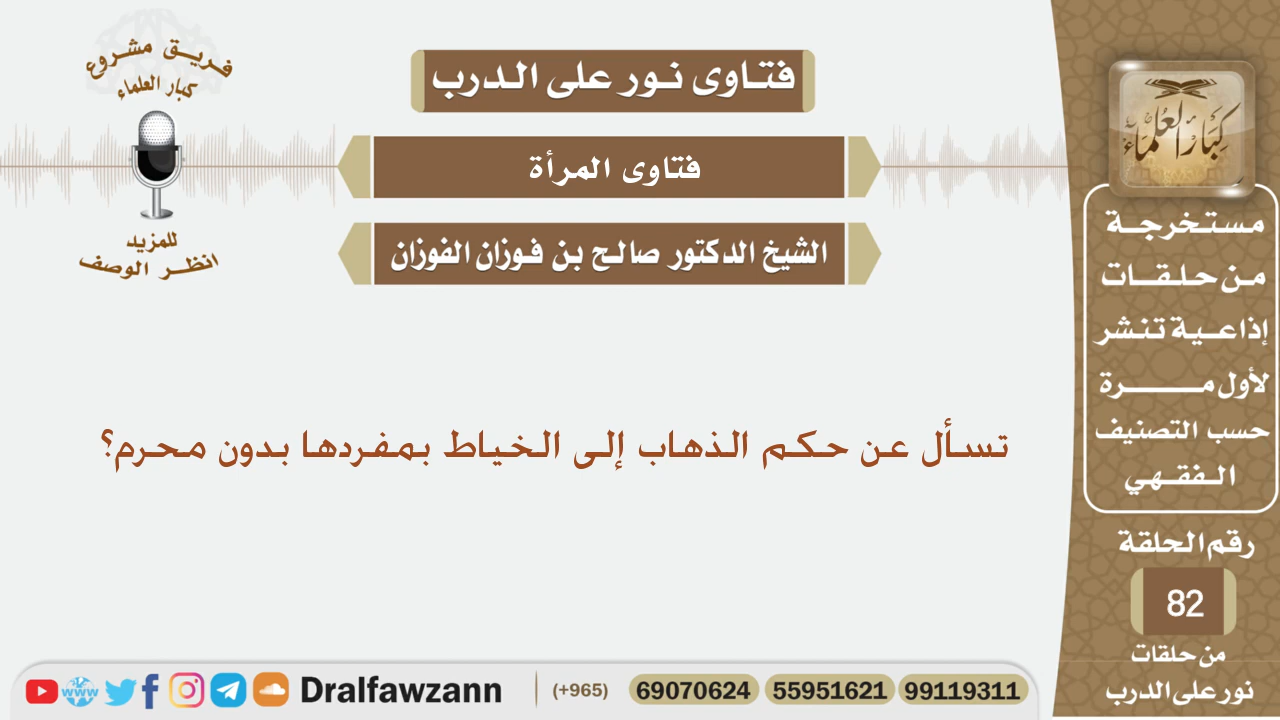 فريق مشروع
كبار العلماء
للمزيد
انظر الوصف
فتاوى نور على الدرب
فتاوى المرأة
الشيخ الدكتور صالح بن فوزان الفوزان
تسأل عن حكم الذهاب إلى الخياط بمفردها بدون محرم؟
كبار العلماء
مستخرجة
من حلقات
إذاعية تنشر
لأول مرة
حسب التصنيف
الفقهي
رقم الحلقة
82
من حلقات
نور على الدرب
www Dralfawzann (+965) 69070624 55951621 99119311